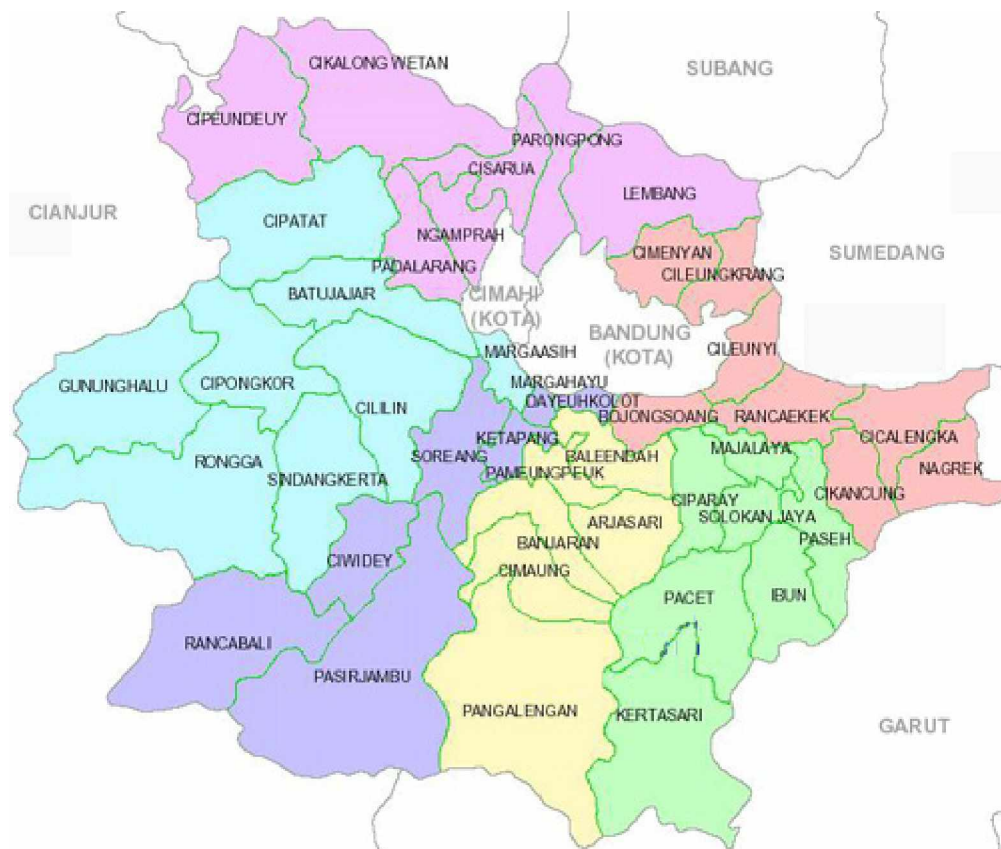 CIKALONG WETAN
SUBANG
CIPEUNDEUY
PARONGPONG
CISARUA
LEMBANG
CIANJUR
CIPATAT
NGAMPRAH
CIMENYAN
SUMEDANG
PADALARANG
CILEUNGKRANG
BATUJAJAR
CIMAHI
(KOTA)
BANDUNG
(KOTA)
MARGAASIH
CILEUNYI
GUNUNGHALU
CIPONGKOR
CILILIN
MARGAHAYU
DAYEUHKOLOT
BOJONGSOANG
RANCAEKEK
KETAPANG
CICALENGKA
SOREANG
BALEENDAH
MAJALAYA
RONGGA
PAMEUNGPEUK
NAGREK
SINDANGKERTA
CIPARAY
CIKANCUNG
SOLOKAN JAYA
ARJASARI
BANJARAN
PASEH
CIWIDEY
CIMAUNG
PACET
IBUN
RANCABALI
PASIRJAMBU
PANGALENGAN
KERTASARI
GARUT